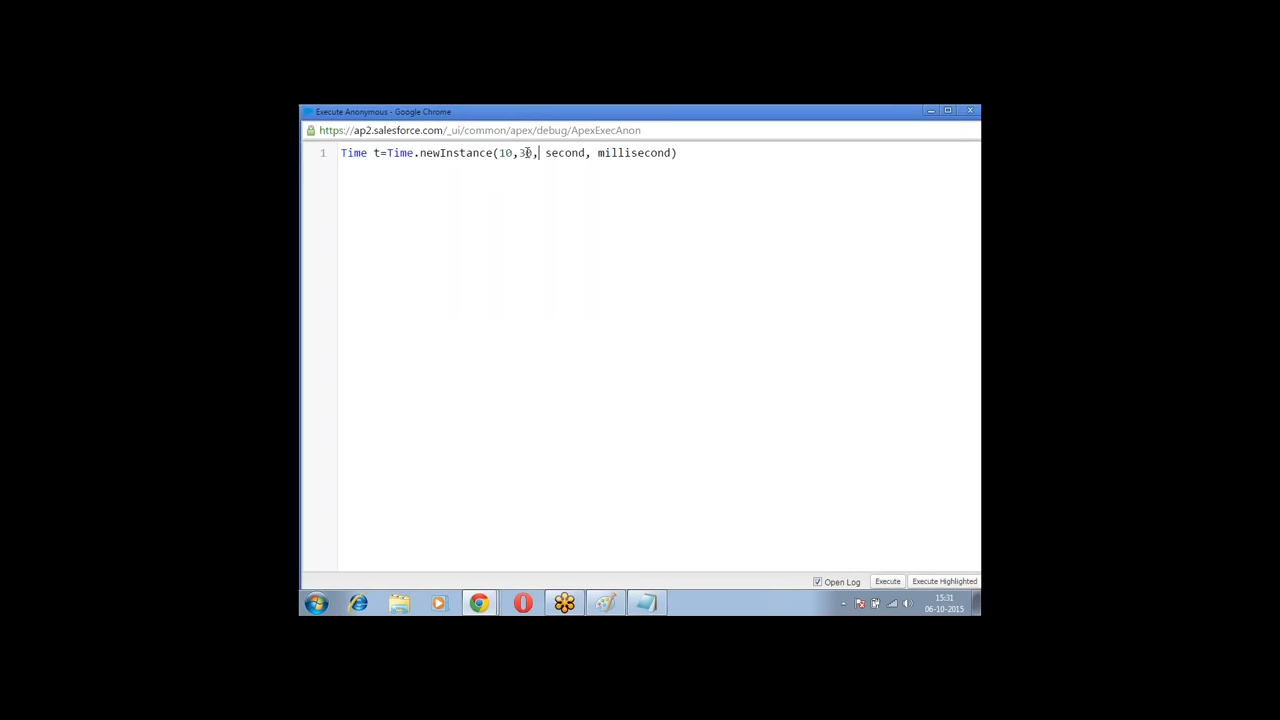 Execute Anonymous - Google Chrome
https://ap2.salesforce.com/_ui/common/apex/debug/ApexExecAnon
1 Time t=Time.newInstance(10,30, second, millisecond)
Open Log Execute Execute Highlighted
15:31
06-10-2015